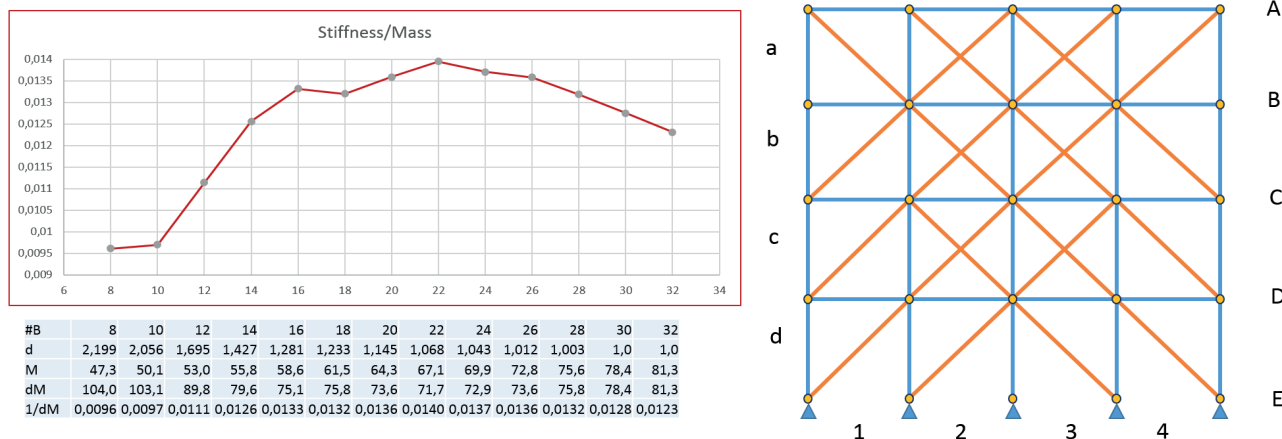 Stiffness/Mass
0,014
0,0135
0,013
0,0125
0,012
0,0115
0,011
0,0105
0,01
0,0095
0,009
6 8 10 12 14 16 18 20 22 24 26 28 30 32 34
#B 8 10 12 14 16 18 20 22 24 26 28 30 32
d 2,199 2,056 1,695 1,427 1,281 1,233 1,145 1,068 1,043 1,012 1,003 1,0 1,0
M 47,3 50,1 53,0 55,8 58,6 61,5 64,3 67,1 69,9 72,8 75,6 78,4 81,3
dM 104,0 103,1 89,8 79,6 75,1 75,8 73,6 71,7 72,9 73,6 75,8 78,4 81,3
1/dM 0,0096 0,0097 0,0111 0,0126 0,0133 0,0132 0,0136 0,0140 0,0137 0,0136 0,0132 0,0128 0,0123
A
a
B
b
C
c
D
d
E
1 2 3 4